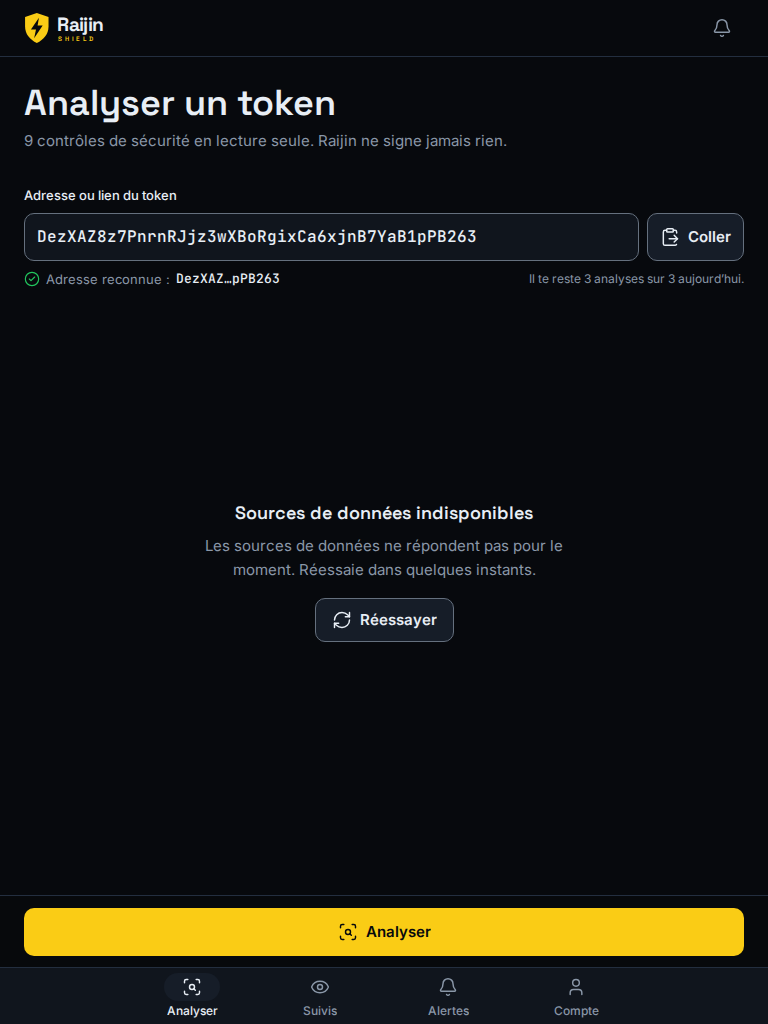 Raijin
SHIELD
Analyser un token
9 contrôles de sécurité en lecture seule. Raijin ne signe jamais rien.
Adresse ou lien du token
DezXAZ8z7PnrnRJjz3wXBoRgixCa6xjnB7YaB1pPB263
Coller
Adresse reconnue : DezXAZ…pPB263
Il te reste 3 analyses sur 3 aujourd’hui.
Sources de données indisponibles
Les sources de données ne répondent pas pour le
moment. Réessaie dans quelques instants.
Réessayer
Analyser
Analyser
Suivis
Alertes
Compte